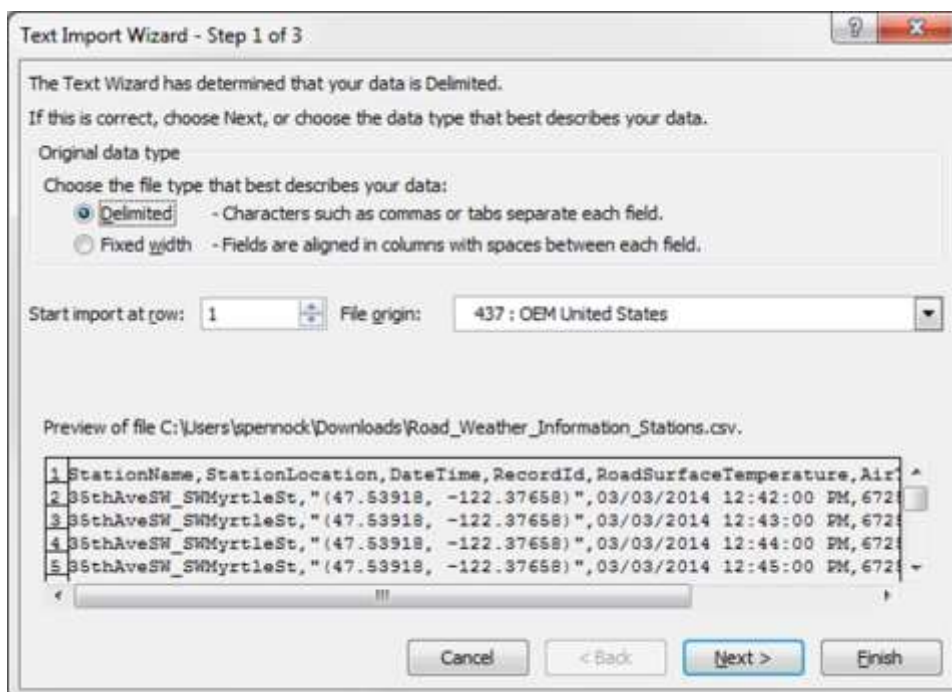 Text Import Wizard - Step 1 of 3
The Text Wizard has determined that your data is Delimited.
If this is correct, choose Next, or choose the data type that best describes your data.
Original data type
Choose the file type that best describes your data:
Delimited - Characters such as commas or tabs separate each field.
Fixed width - Fields are aligned in columns with spaces between each field.
Start import at row: 1 File origin: 437 : OEM United States
Preview of file C:\Users\spennock\Downloads\Road_Weather_Information_Stations.csv.
1 StationName,StationLocation,DateTime,RecordId,RoadSurfaceTemperature,Air
2 35thAveSW_SWMyrtleSt,"(47.53918, -122.37658)",03/03/2014 12:42:00 PM,672
3 35thAveSW_SWMyrtleSt,"(47.53918, -122.37658)",03/03/2014 12:43:00 PM,672
4 35thAveSW_SWMyrtleSt,"(47.53918, -122.37658)",03/03/2014 12:44:00 PM,672
5 35thAveSW_SWMyrtleSt,"(47.53918, -122.37658)",03/03/2014 12:45:00 PM,672
Cancel < Back Next > Finish